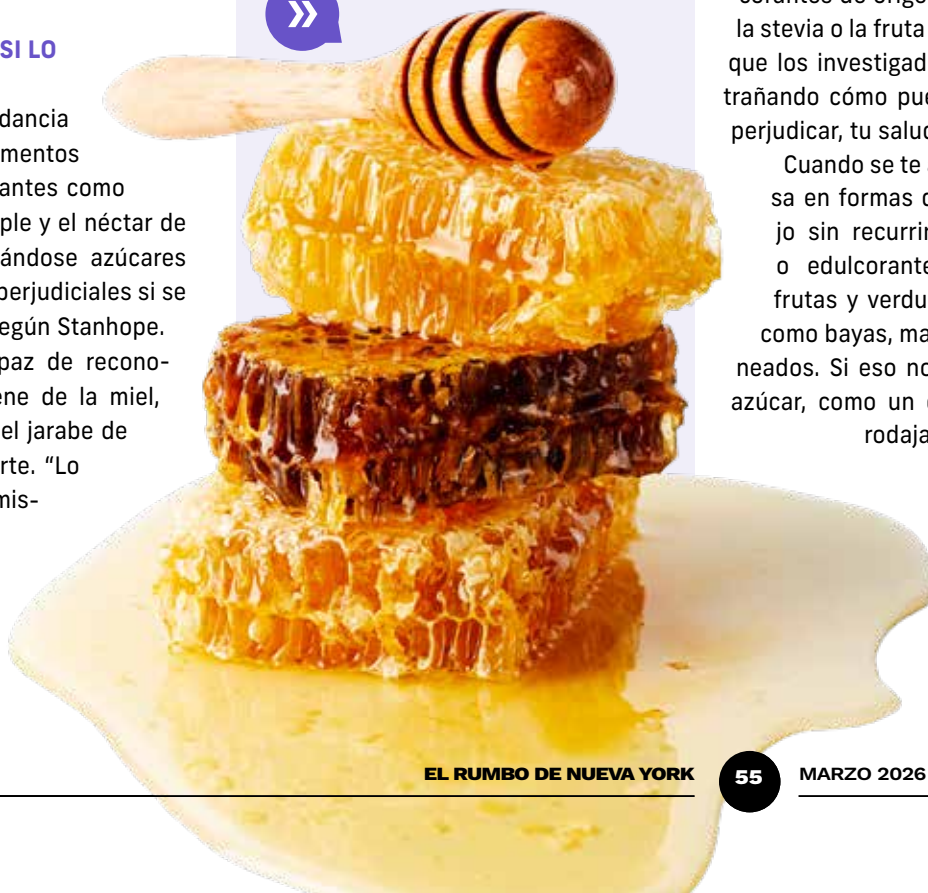 »
SI LO
dancia
mentos
antes como
ple y el néctar de
ándose azúcares
perjudiciales si se
egún Stanhope.
paz de recono-
ene de la miel,
el jarabe de
rte. “Lo
mis-
la stevia o la fruta
que los investigad
trañando cómo pue
perjudicar, tu saluc
Cuando se te
sa en formas
jo sin recurrir
o edulcorante
frutas y verdu
como bayas, ma
neados. Si eso no
azúcar, como un
rodaja
EL RUMBO DE NUEVA YORK 55 MARZO 2026